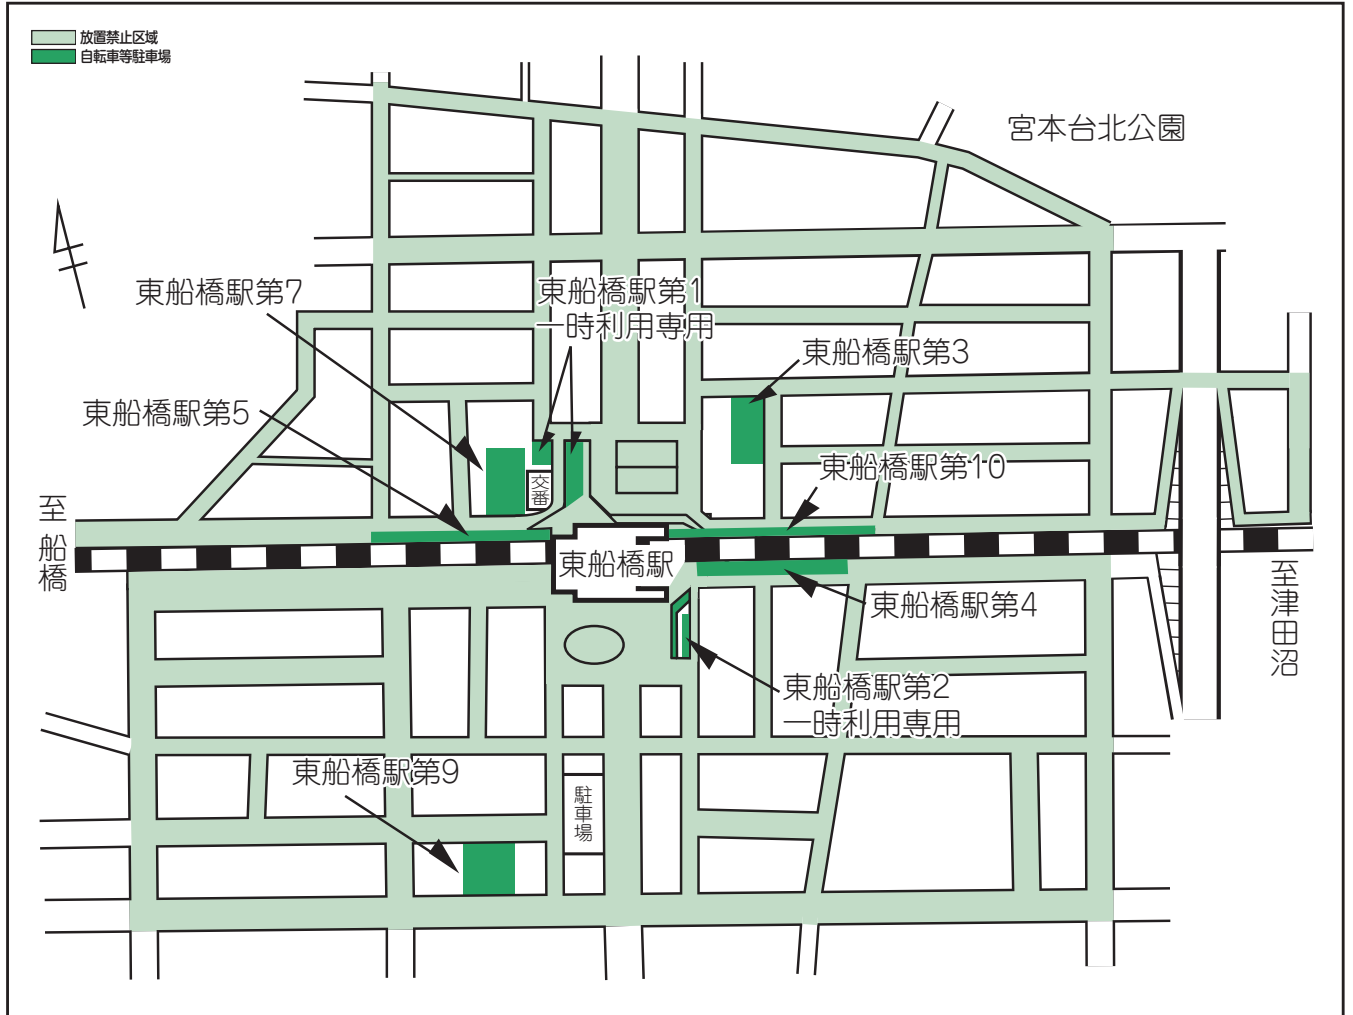 放置禁止区域
自転車等駐車場
宮本台北公園
東船橋駅第7
東船橋駅第1
一時利用専用
東船橋駅第3
東船橋駅第5
東船橋駅第10
交番
至船橋
東船橋駅
至津田沼
東船橋駅第4
東船橋駅第2
一時利用専用
東船橋駅第9
駐車場